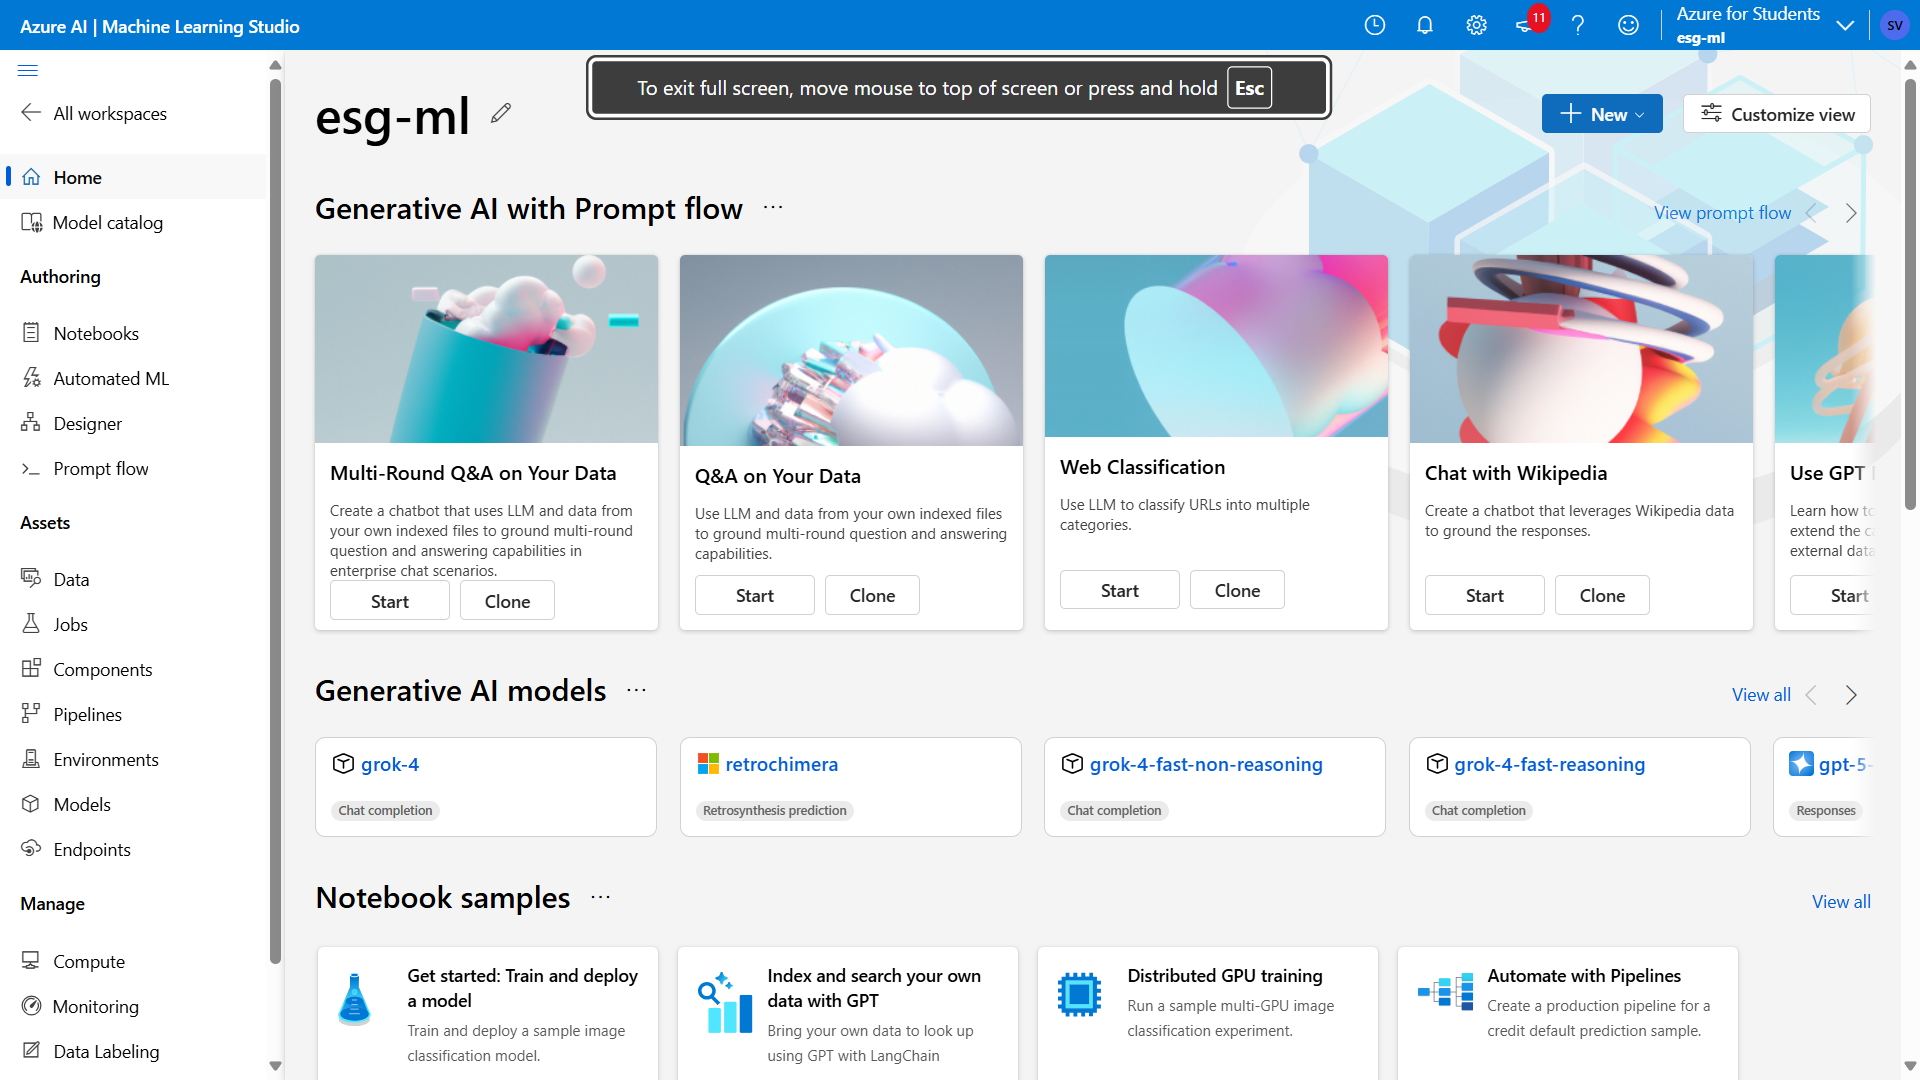 Azure AI | Machine Learning Studio
11
Azure for Students
esg-ml
SV
To exit full screen, move mouse to top of screen or press and hold Esc
All workspaces
Home
Model catalog
Authoring
Notebooks
Automated ML
Designer
Prompt flow
Assets
Data
Jobs
Components
Pipelines
Environments
Models
Endpoints
Manage
Compute
Monitoring
Data Labeling
esg-ml
New
Customize view
Generative AI with Prompt flow ...
View prompt flow
Multi-Round Q&A on Your Data
Create a chatbot that uses LLM and data from
your own indexed files to ground multi-round
question and answering capabilities in
enterprise chat scenarios.
Start
Clone
Q&A on Your Data
Use LLM and data from your own indexed files
to ground multi-round question and answering
capabilities.
Start
Clone
Web Classification
Use LLM to classify URLs into multiple
categories.
Start
Clone
Chat with Wikipedia
Create a chatbot that leverages Wikipedia data
to ground the responses.
Start
Clone
Use GPT
Learn how to
extend the
external data
Start
Generative AI models ...
View all
grok-4
Chat completion
retrochimera
Retrosynthesis prediction
grok-4-fast-non-reasoning
Chat completion
grok-4-fast-reasoning
Chat completion
gpt-5-
Responses
Notebook samples ...
View all
Get started: Train and deploy
a model
Train and deploy a sample image
classification model.
Index and search your own
data with GPT
Bring your own data to look up
using GPT with LangChain
Distributed GPU training
Run a sample multi-GPU image
classification experiment.
Automate with Pipelines
Create a production pipeline for a
credit default prediction sample.